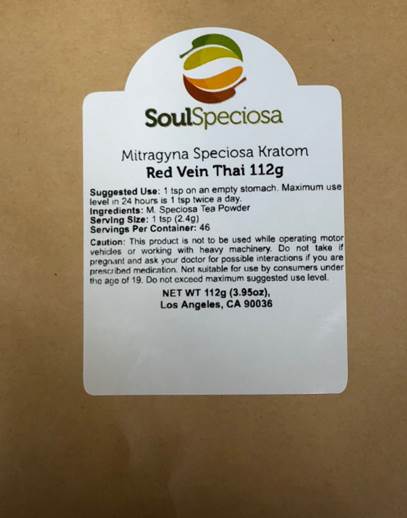 SoulSpeciosa
Mitragyna Speciosa Kratom
Red Vein Thai 112g
Suggested Use: 1 tsp on an empty stomach. Maximum use
level in 24 hours is 1 tsp twice a day.
Ingredients: M. Speciosa Tea Powder
Serving Size: 1 tsp (2.4g)
Servings Per Container: 46
Caution: This product is not to be used while operating motor
vehicles or working with heavy machinery. Do not take if
pregnant and ask your doctor for possible interactions if you are
prescribed medication. Not suitable for use by consumers under
the age of 19. Do not exceed maximum suggested use level.
NET WT 112g (3.95oz),
Los Angeles, CA 90036